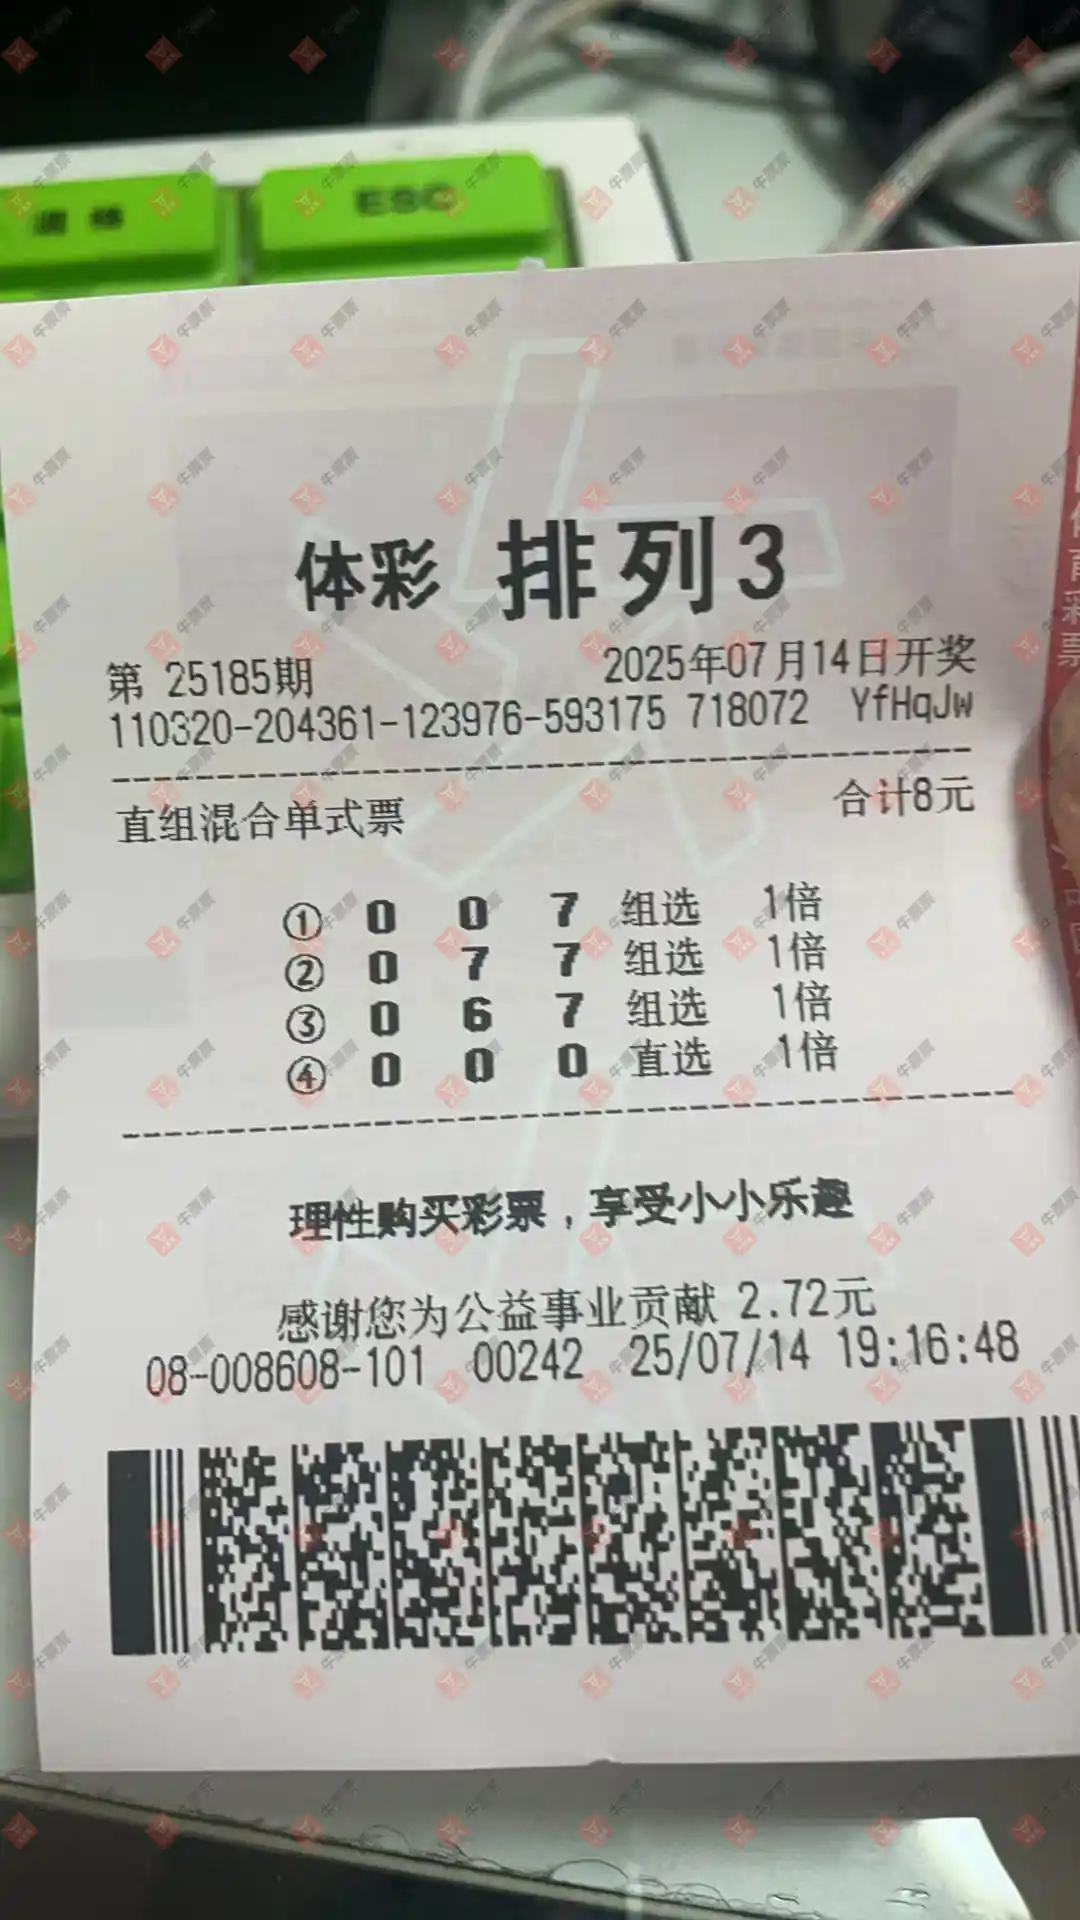 ESC
体彩 排列3
第 25185期 2025年07月14日开奖
110320-204361-123976-593175 718072 YfHqJw
直组混合单式票 合计8元
① 0 0 7 组选 1倍
② 0 7 7 组选 1倍
③ 0 6 7 组选 1倍
④ 0 0 0 直选 1倍
理性购买彩票，享受小小乐趣
感谢您为公益事业贡献 2.72元
08-008608-101 00242 25/07/14 19:16:48
牛票票